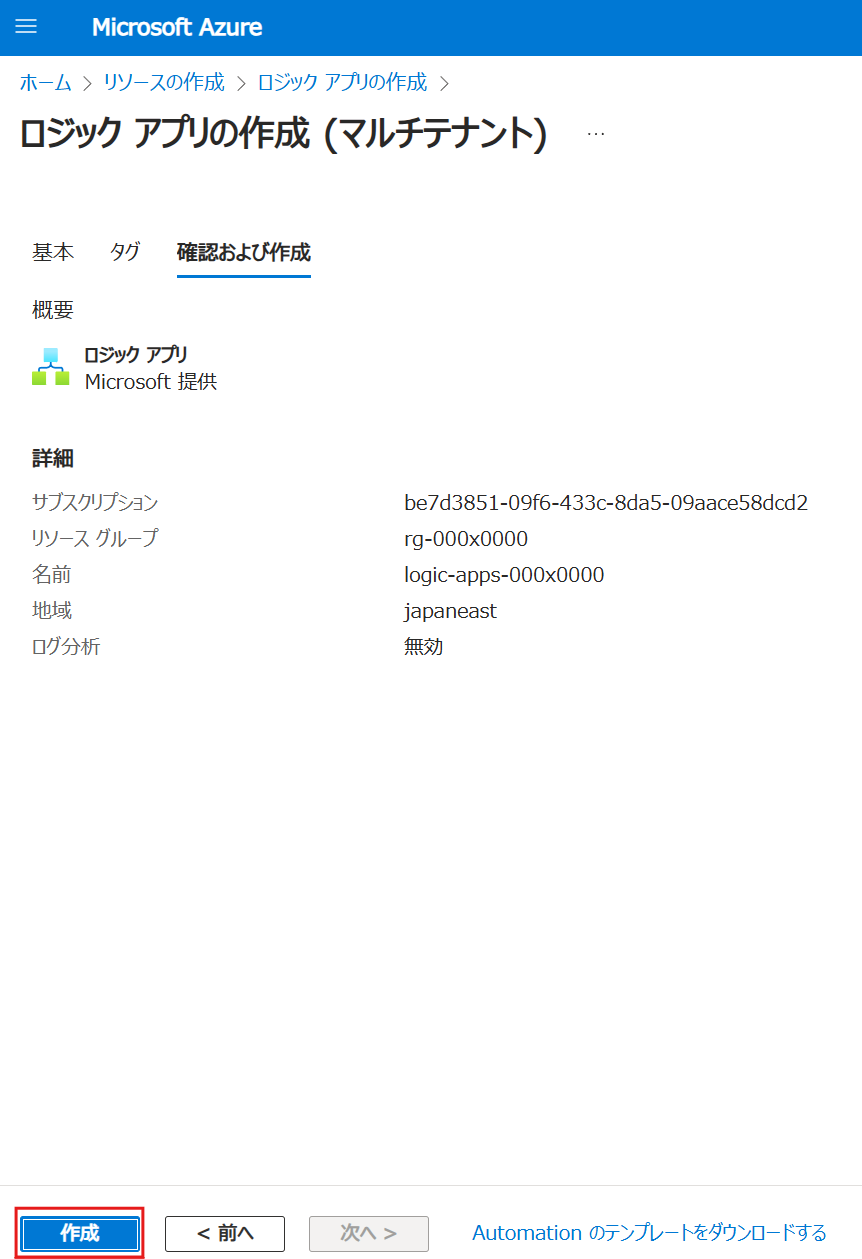 Microsoft Azure
ホーム > リソースの作成 > ロジック アプリの作成 >
ロジック アプリの作成 (マルチテナント) ...
基本 タグ 確認および作成
概要
ロジック アプリ
Microsoft 提供
詳細
サブスクリプション be7d3851-09f6-433c-8da5-09aace58dcd2
リソース グループ rg-000x0000
名前 logic-apps-000x0000
地域 japaneast
ログ分析 無効
作成 < 前へ 次へ > Automation のテンプレートをダウンロードする